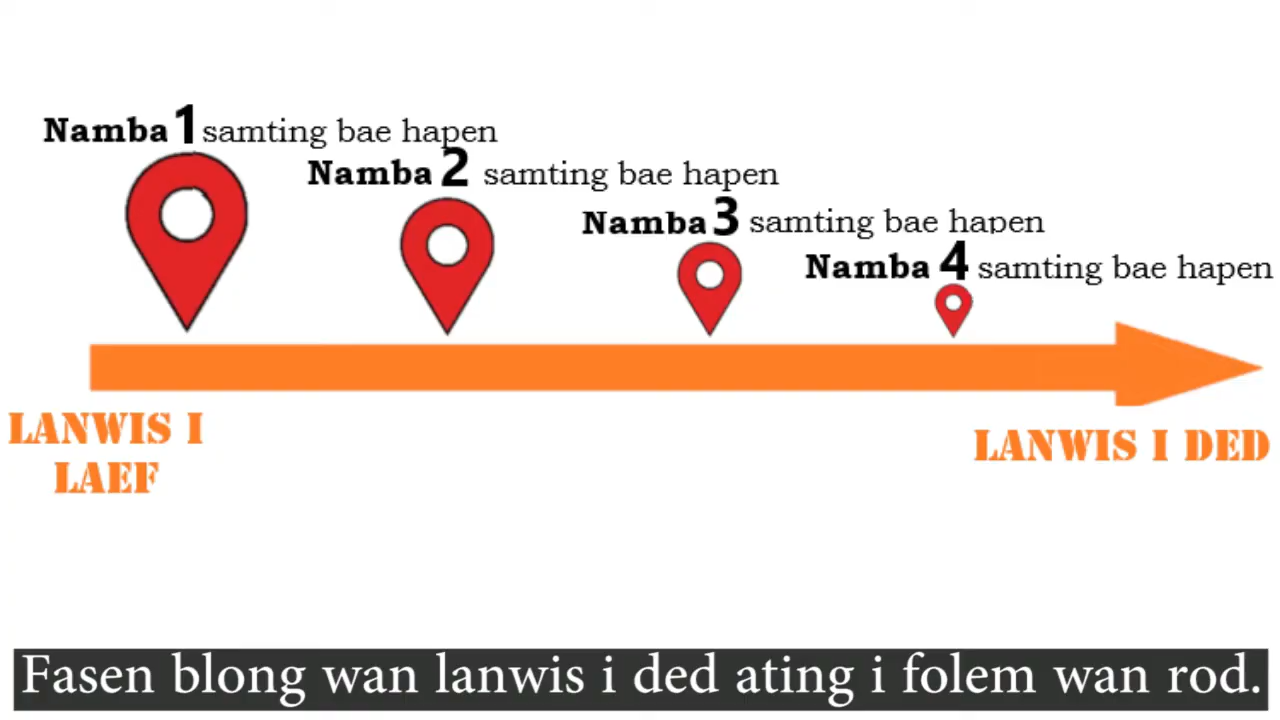 Namba 1 samting bae hapen
Namba 2 samting bae hapen
Namba 3 samting bae hapen
Namba 4 samting bae hapen
LANWIS I
LAEF
LANWIS I DED
Fasen blong wan lanwis i ded ating i folem wan rod.